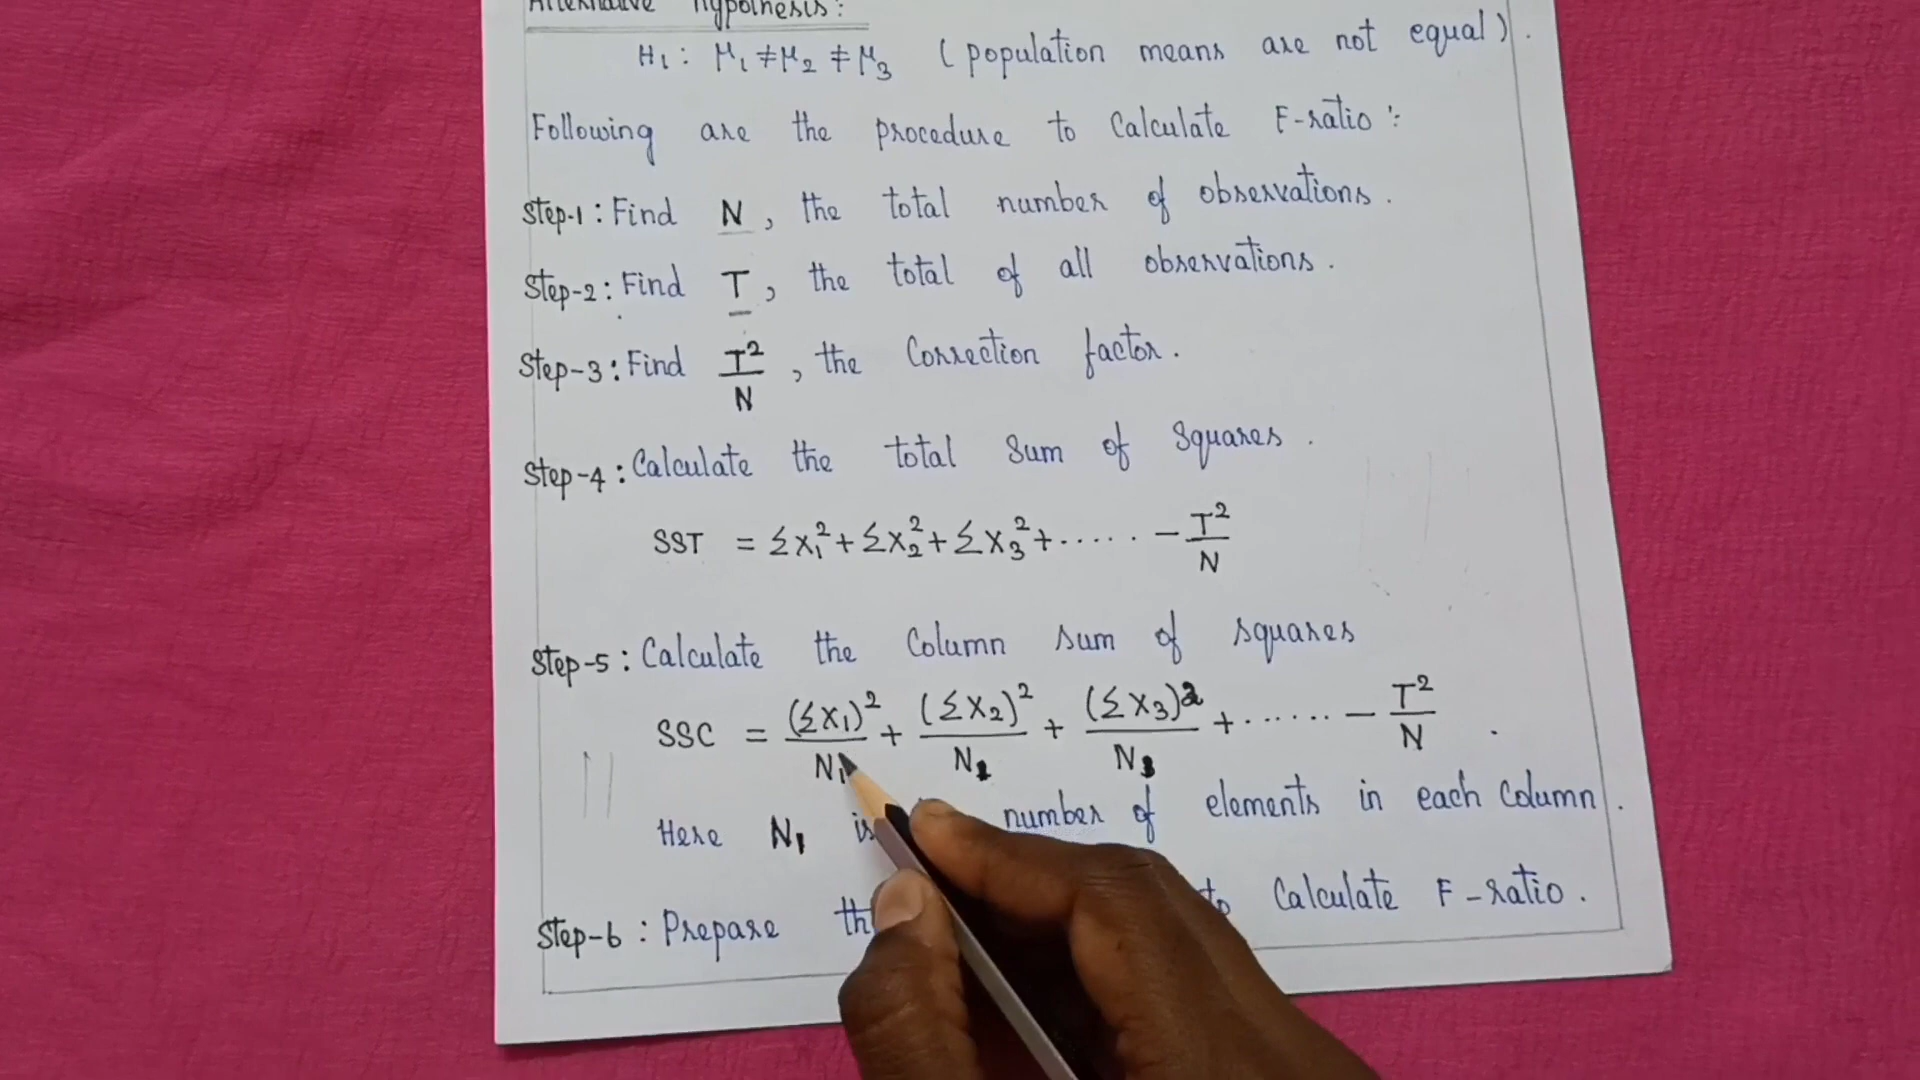 Alternative hypothesis:
H₁: μ₁ ≠ μ₂ ≠ μ₃ (population means are not equal).
Following are the procedure to Calculate F-ratio:
Step-1: Find N, the total number of observations.
Step-2: Find T, the total of all observations.
Step-3: Find T²/N, the Correction factor.
Step-4: Calculate the total Sum of Squares.
SST = ΣX₁² + ΣX₂² + ΣX₃² + ...... - T²/N
Step-5: Calculate the Column sum of squares
SSC = (ΣX₁)²/N₁ + (ΣX₂)²/N₂ + (ΣX₃)²/N₃ + ...... - T²/N.
Here N₁ is number of elements in each Column.
Step-6: Prepare to Calculate F-ratio.